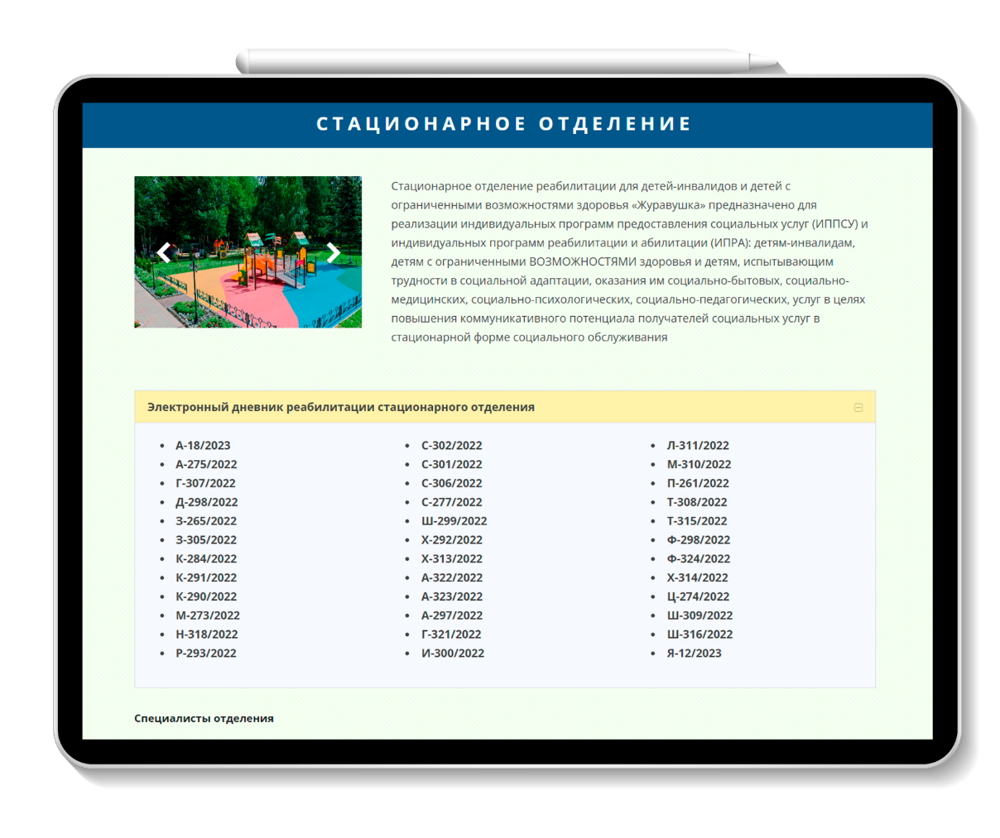 СТАЦИОНАРНОЕ ОТДЕЛЕНИЕ
Стационарное отделение реабилитации для детей-инвалидов и детей с
ограниченными возможностями здоровья «Журавушка» предназначено для
реализации индивидуальных программ предоставления социальных услуг (ИППСУ) и
индивидуальных программ реабилитации и абилитации (ИПРА): детям-инвалидам,
детям с ограниченными ВОЗМОЖНОСТЯМИ здоровья и детям, испытывающим
трудности в социальной адаптации, оказания им социально-бытовых, социально-
медицинских, социально-психологических, социально-педагогических, услуг в целях
повышения коммуникативного потенциала получателей социальных услуг в
стационарной форме социального обслуживания
Электронный дневник реабилитации стационарного отделения
• А-18/2023
• А-275/2022
• Г-307/2022
• Д-298/2022
• З-265/2022
• З-305/2022
• К-284/2022
• К-291/2022
• К-290/2022
• М-273/2022
• Н-318/2022
• Р-293/2022
• С-302/2022
• С-301/2022
• С-306/2022
• С-277/2022
• Ш-299/2022
• Х-292/2022
• Х-313/2022
• А-322/2022
• А-323/2022
• А-297/2022
• Г-321/2022
• И-300/2022
• Л-311/2022
• М-310/2022
• П-261/2022
• Т-308/2022
• Т-315/2022
• Ф-298/2022
• Ф-324/2022
• Х-314/2022
• Ц-274/2022
• Ш-309/2022
• Ш-316/2022
• Я-12/2023
Специалисты отделения